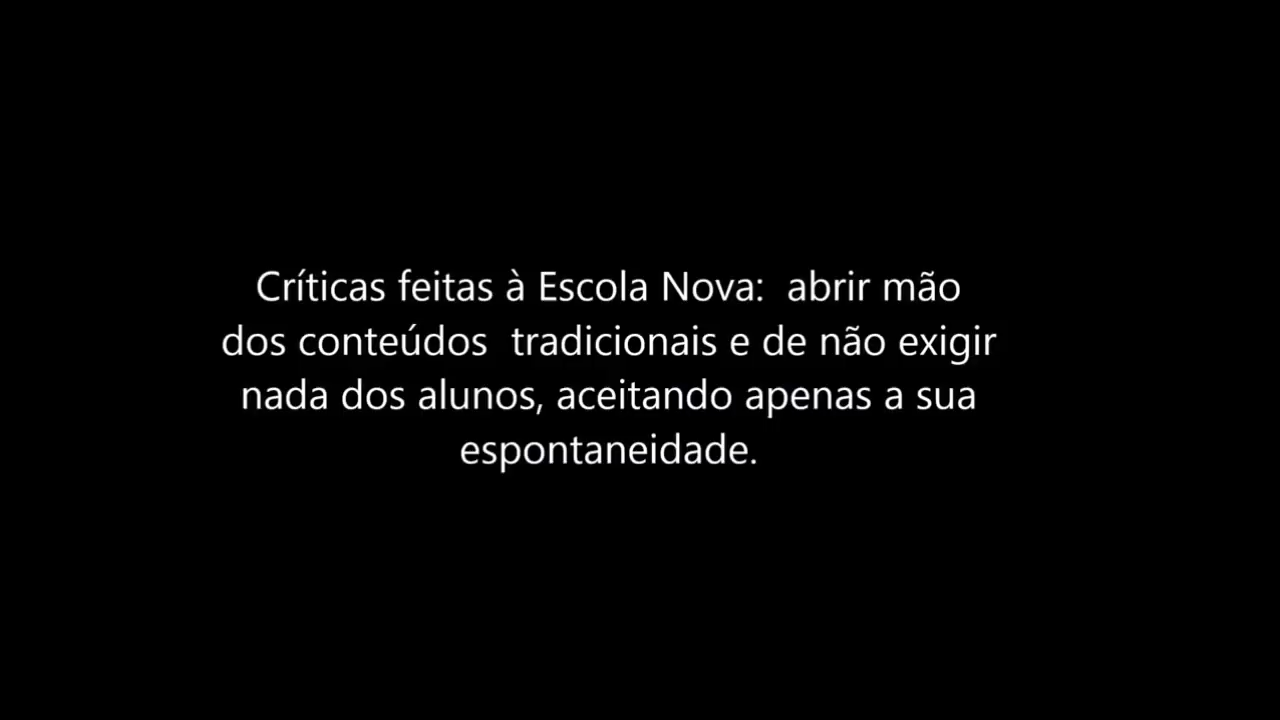 Críticas feitas à Escola Nova:  abrir mão
dos conteúdos  tradicionais e de não exigir
nada dos alunos, aceitando apenas a sua
espontaneidade.